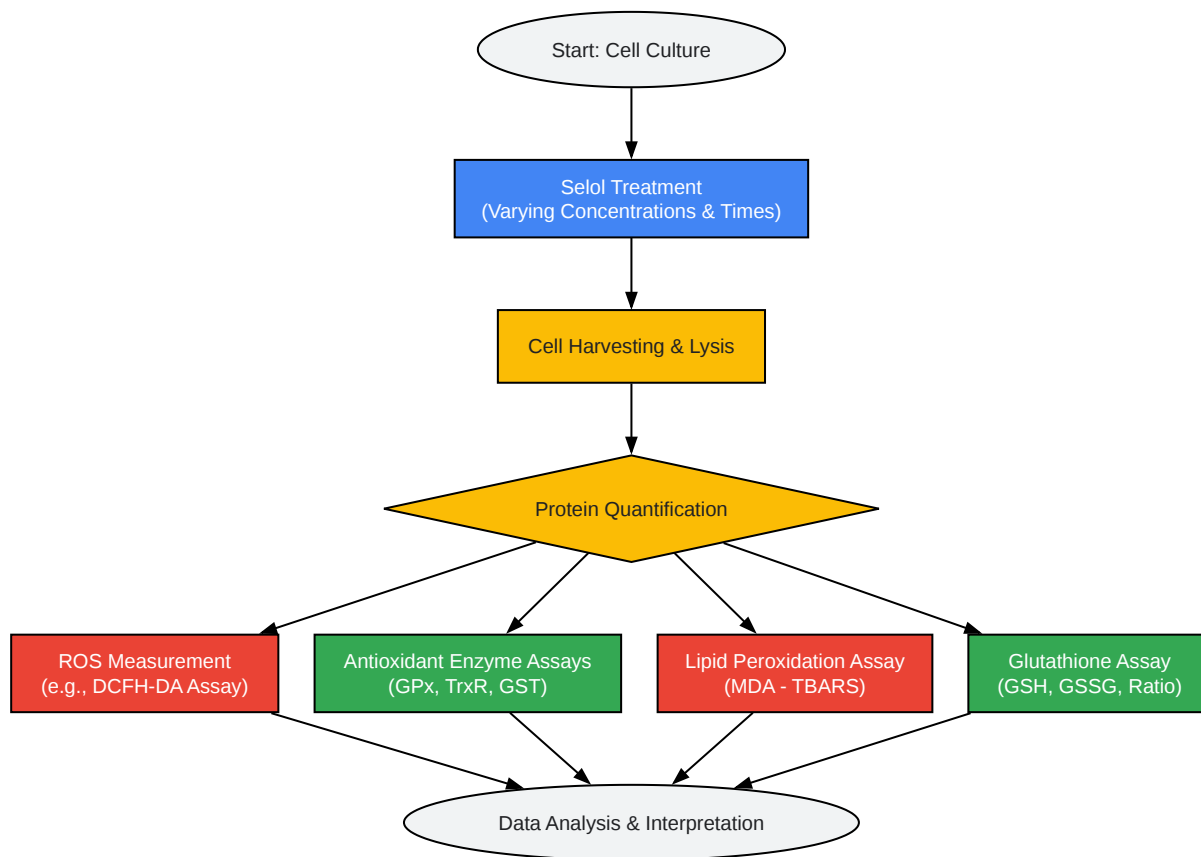 Start: Cell Culture
Selol Treatment
(Varying Concentrations & Times)
Cell Harvesting & Lysis
Protein Quantification
ROS Measurement
(e.g., DCFH-DA Assay)
Antioxidant Enzyme Assays
(GPx, TrxR, GST)
Lipid Peroxidation Assay
(MDA - TBARS)
Glutathione Assay
(GSH, GSSG, Ratio)
Data Analysis & Interpretation